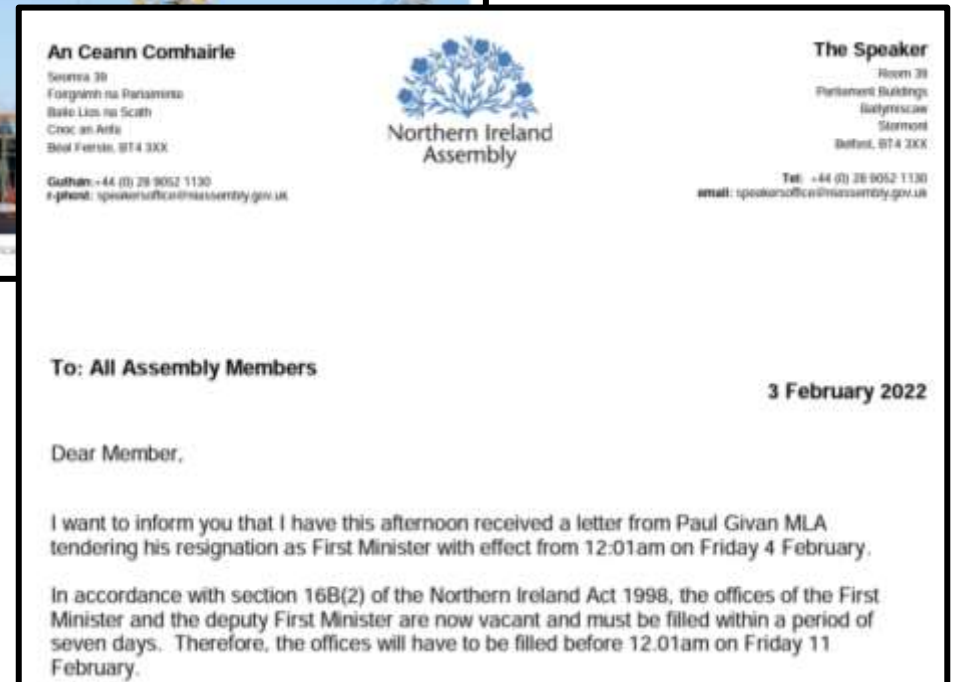 An Ceann Comhairle
Seomra 39
Foirgnimh na Parlaiminte
Baile Lios na Scáth
Cnoc an Anfa
Béal Feirste, BT4 3XX
Guthán: +44 (0) 28 9052 1130
r-phost: speakersoffice@niassembly.gov.uk
Northern Ireland
Assembly
The Speaker
Room 39
Parliament Buildings
Ballymiscaw
Stormont
Belfast, BT4 3XX
Tel: +44 (0) 28 9052 1130
email: speakersoffice@niassembly.gov.uk
To: All Assembly Members
3 February 2022
Dear Member,
I want to inform you that I have this afternoon received a letter from Paul Givan MLA
tendering his resignation as First Minister with effect from 12:01am on Friday 4 February.
In accordance with section 16B(2) of the Northern Ireland Act 1998, the offices of the First
Minister and the deputy First Minister are now vacant and must be filled within a period of
seven days. Therefore, the offices will have to be filled before 12.01am on Friday 11
February.